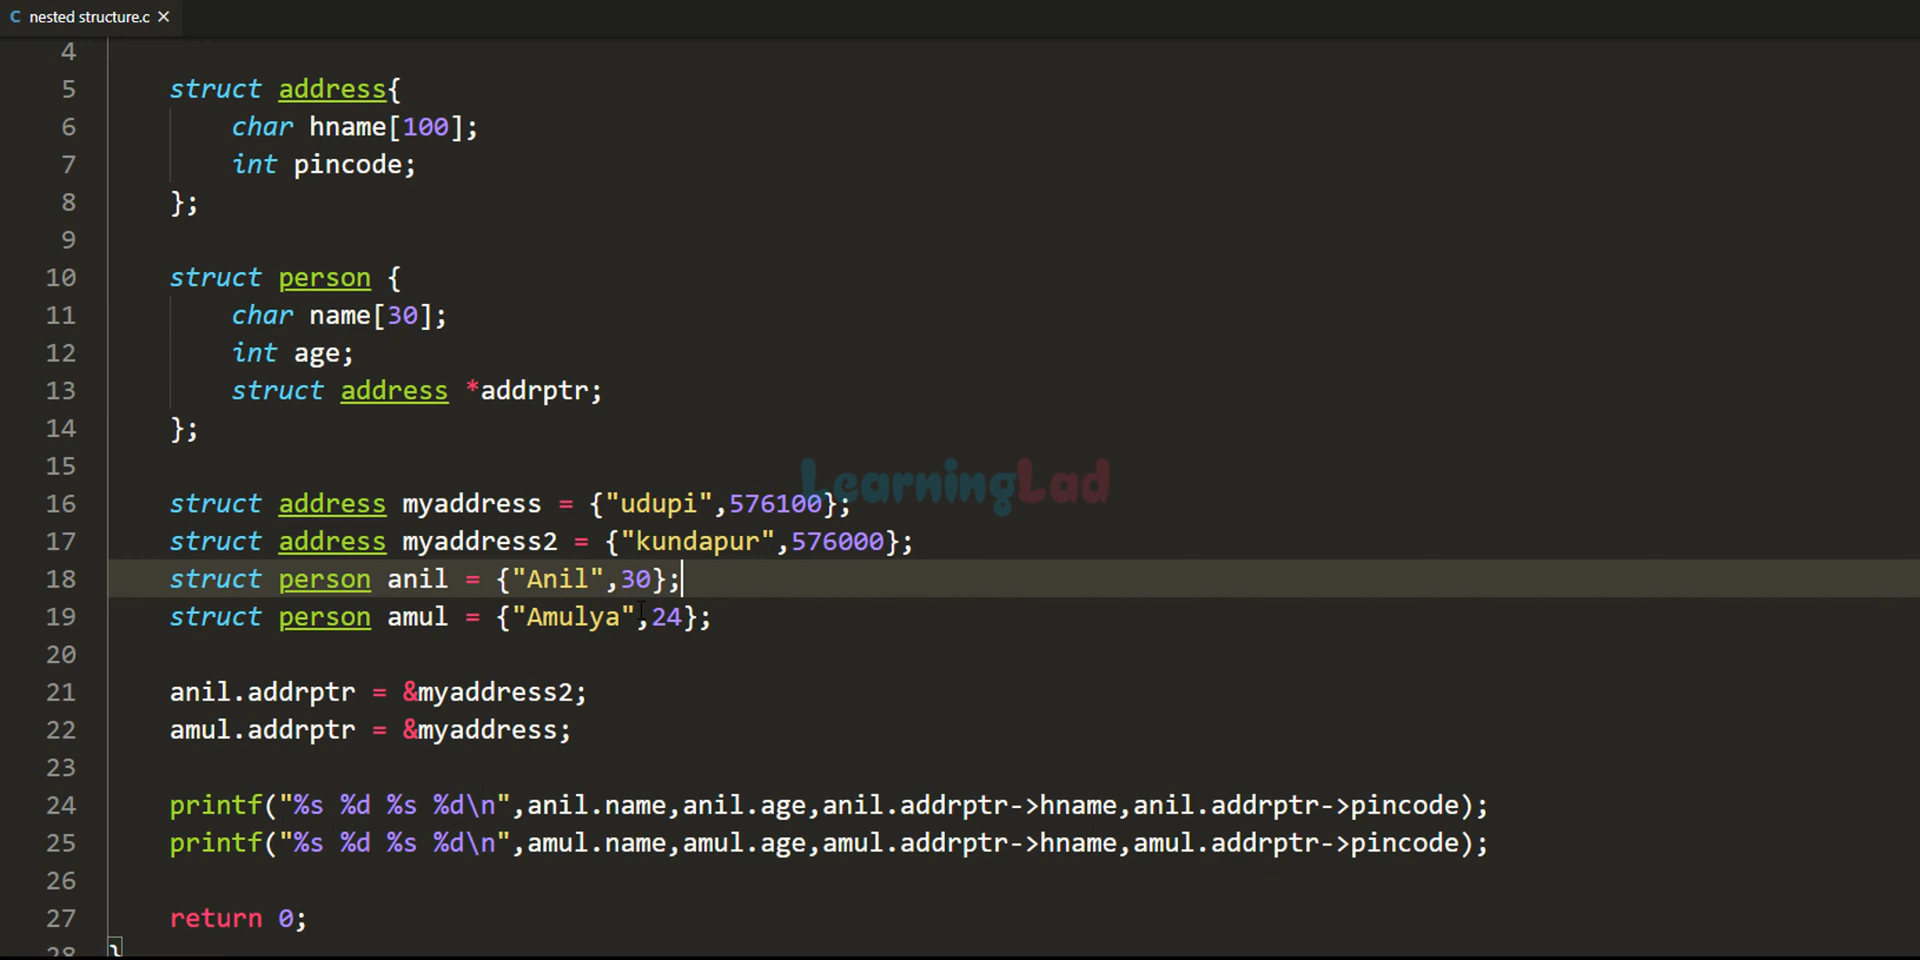 C nested structure.c ×
4
5 struct address{
6 char hname[100];
7 int pincode;
8 };
9
10 struct person {
11 char name[30];
12 int age;
13 struct address *addrptr;
14 };
15
LearningLad
16 struct address myaddress = {"udupi",576100};
17 struct address myaddress2 = {"kundapur",576000};
18 struct person anil = {"Anil",30};
19 struct person amul = {"Amulya",24};
20
21 anil.addrptr = &myaddress2;
22 amul.addrptr = &myaddress;
23
24 printf("%s %d %s %d\n",anil.name,anil.age,anil.addrptr->hname,anil.addrptr->pincode);
25 printf("%s %d %s %d\n",amul.name,amul.age,amul.addrptr->hname,amul.addrptr->pincode);
26
27 return 0;
28 }